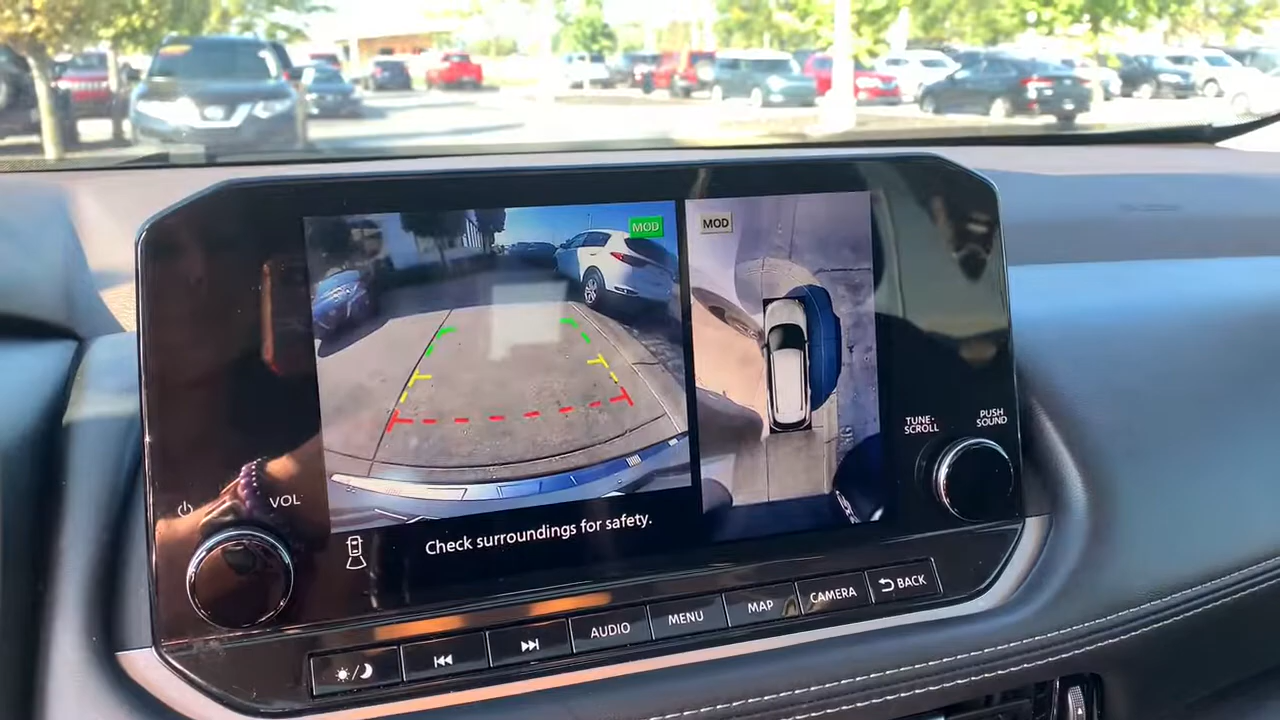 MOD
MOD
TUNE·
SCROLL
PUSH
SOUND
VOL
Check surroundings for safety.
AUDIO
MENU
MAP
CAMERA
BACK